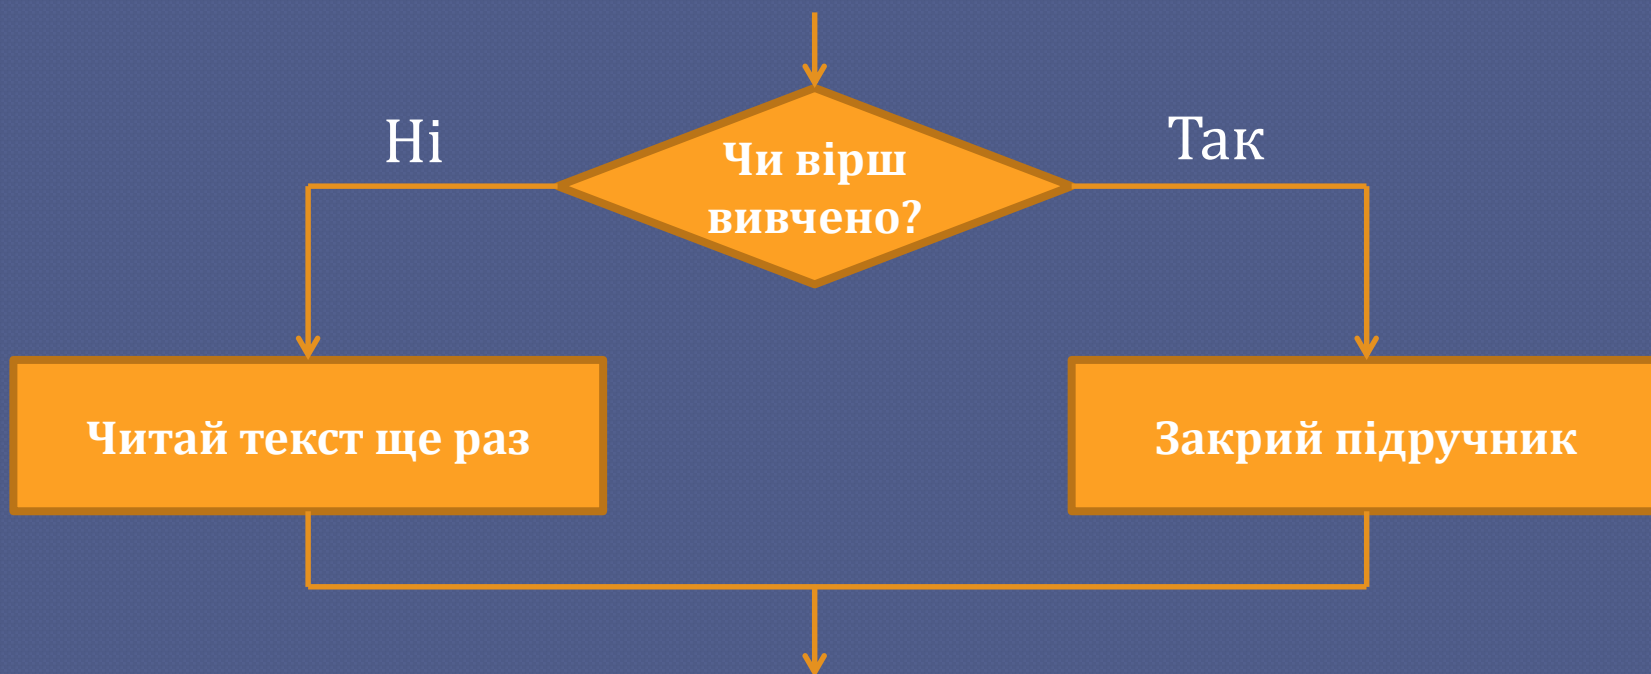 Ні
Чи вірш
вивчено?
Так
Читай текст ще раз
Закрий підручник